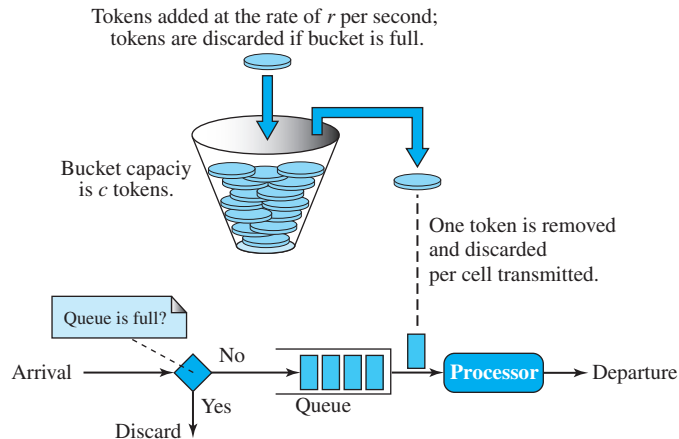 Tokens added at the rate of r per second;
tokens are discarded if bucket is full.
Bucket capaciy
is c tokens.
One token is removed
and discarded
per cell transmitted.
Queue is full?
No
Arrival
Processor
Departure
Yes
Queue
Discard